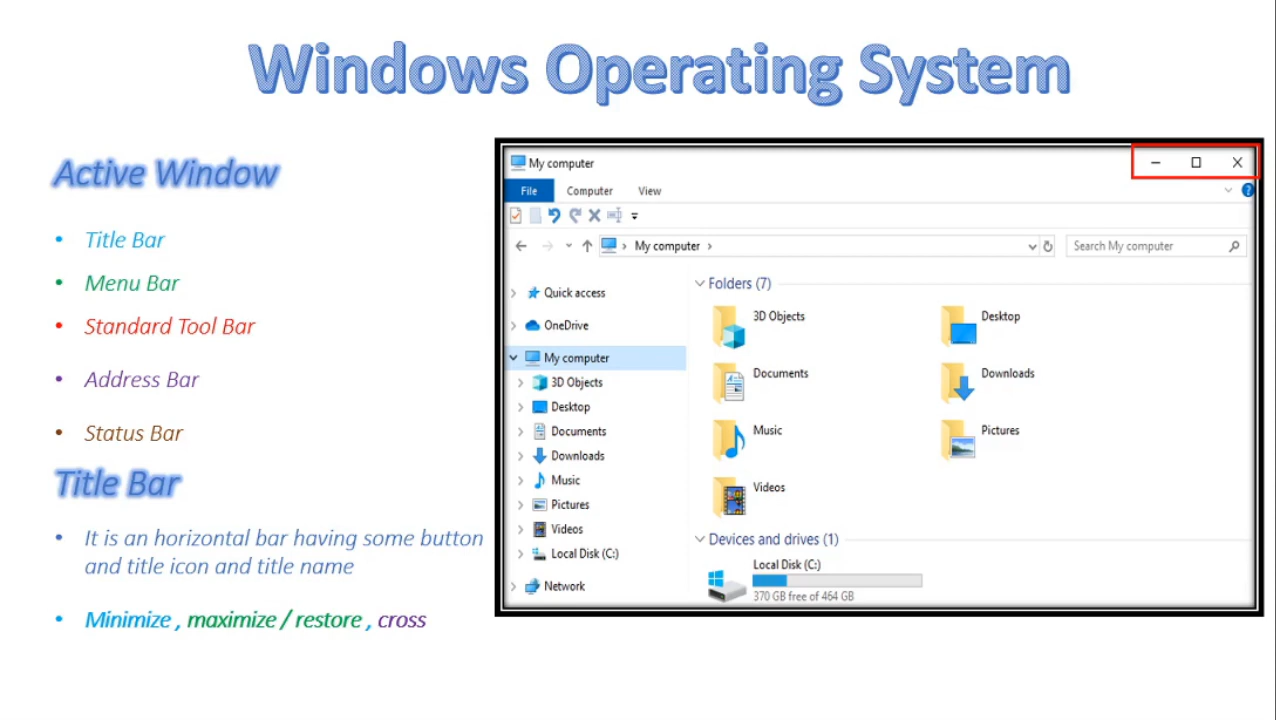 Windows Operating System
Active Window
• Title Bar
• Menu Bar
• Standard Tool Bar
• Address Bar
• Status Bar
Title Bar
• It is an horizontal bar having some button
and title icon and title name
• Minimize , maximize / restore , cross
My computer
File Computer View
My computer
Search My computer
Quick access
OneDrive
My computer
3D Objects
Desktop
Documents
Downloads
Music
Pictures
Videos
Local Disk (C:)
Network
Folders (7)
3D Objects
Desktop
Documents
Downloads
Music
Pictures
Videos
Devices and drives (1)
Local Disk (C:)
370 GB free of 464 GB